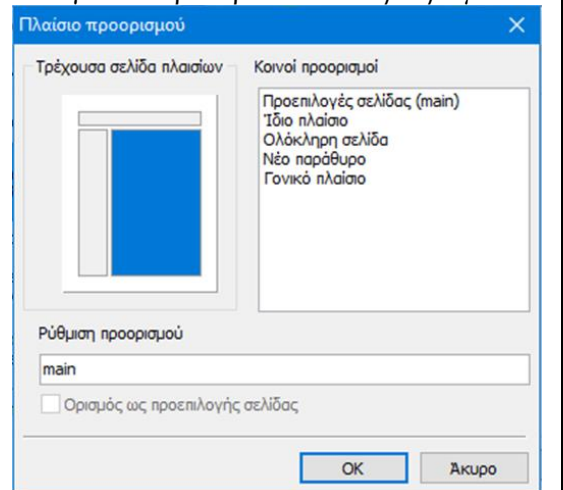 Πλαίσιο προορισμού
Τρέχουσα σελίδα πλαισίων
Κοινοί προορισμοί
Προεπιλογές σελίδας (main)
Ίδιο πλαίσιο
Ολόκληρη σελίδα
Νέο παράθυρο
Γονικό πλαίσιο
Ρύθμιση προορισμού
main
Ορισμός ως προεπιλογής σελίδας
OK
Άκυρο